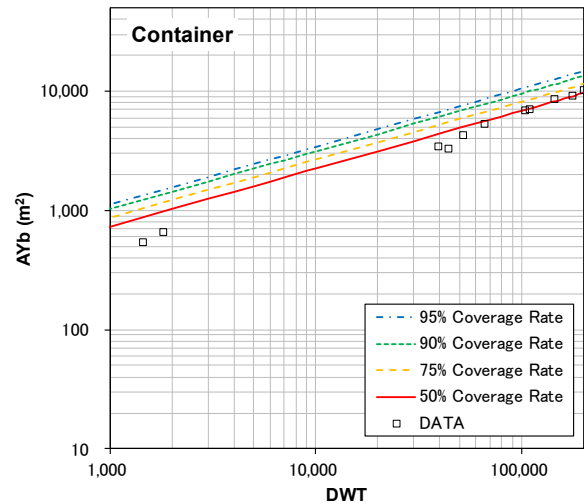 Container
10,000
1,000
100
10
AYb (m²)
1,000
10,000
100,000
DWT
95% Coverage Rate
90% Coverage Rate
75% Coverage Rate
50% Coverage Rate
DATA